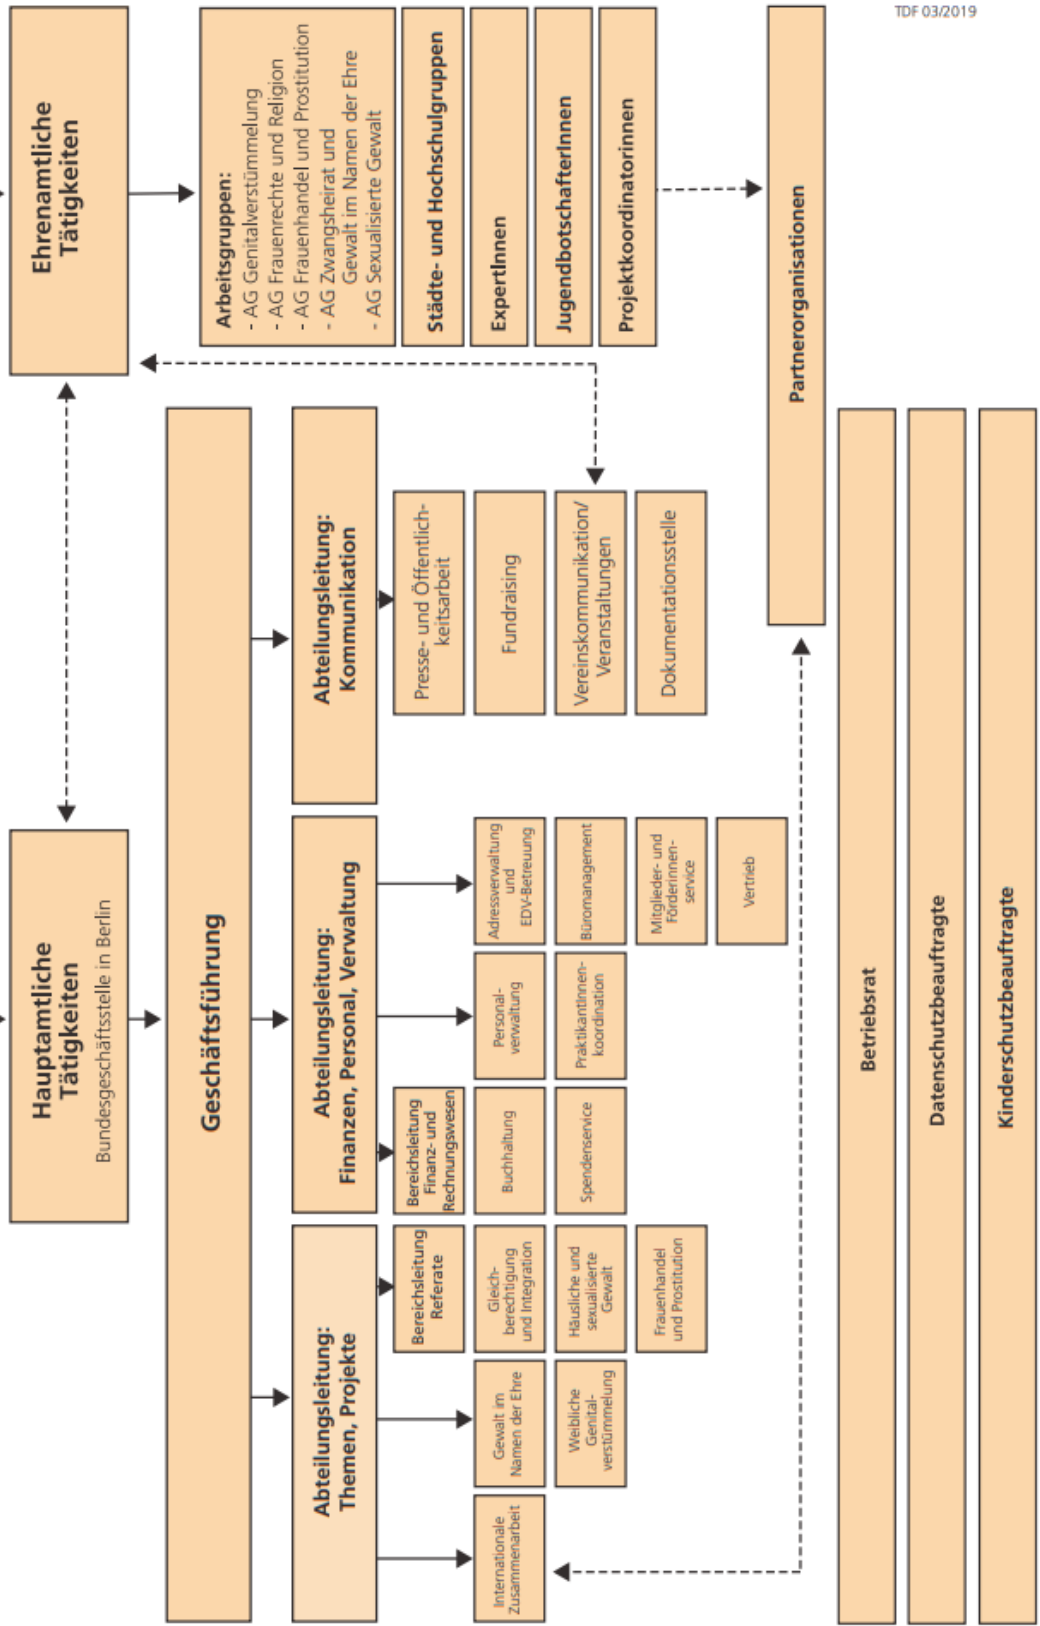 Hauptamtliche
Tätigkeiten
Bundesgeschäftsstelle in Berlin
Ehrenamtliche
Tätigkeiten
Geschäftsführung
Abteilungsleitung:
Themen, Projekte
Internationale
Zusammenarbeit
Gewalt im
Namen der Ehre
Weibliche
Genital-
verstümmelung
Bereichsleitung
Referate
Gleich-
berechtigung
und Integration
Häusliche und
sexualisierte
Gewalt
Frauenhandel
und Prostitution
Abteilungsleitung:
Finanzen, Personal, Verwaltung
Bereichsleitung
Finanz- und
Rechnungswesen
Buchhaltung
Spendenservice
Personal-
verwaltung
PraktikantInnen-
koordination
Adressverwaltung
und
EDV-Betreuung
Büromanagement
Mitglieder- und
Förderinnen-
service
Vertrieb
Abteilungsleitung:
Kommunikation
Presse- und Öffentlich-
keitsarbeit
Fundraising
Vereinskommunikation/
Veranstaltungen
Dokumentationsstelle
Arbeitsgruppen:
- AG Genitalverstümmelung
- AG Frauenrechte und Religion
- AG Frauenhandel und Prostitution
- AG Zwangsheirat und
Gewalt im Namen der Ehre
- AG Sexualisierte Gewalt
Städte- und Hochschulgruppen
ExpertInnen
JugendbotschafterInnen
Projektkoordinatorinnen
Partnerorganisationen
Betriebsrat
Datenschutzbeauftragte
Kinderschutzbeauftragte
TDF 03/2019